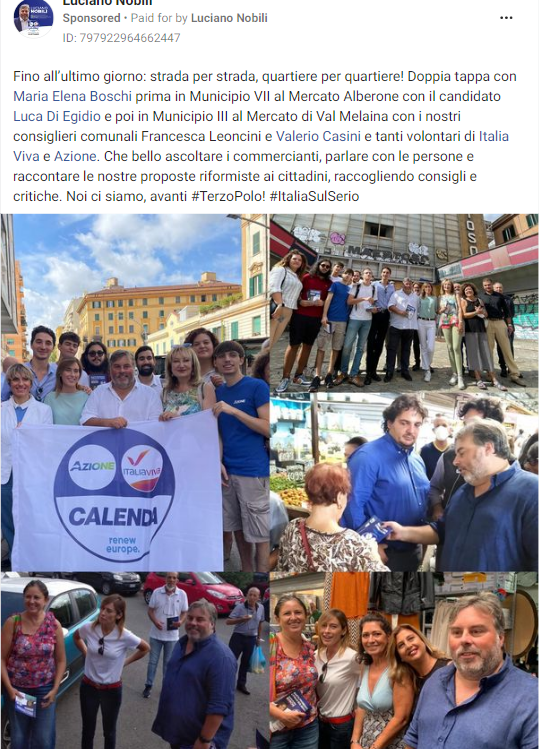 Luciano Nobili
Sponsored • Paid for by Luciano Nobili
ID: 797922964662447
Fino all'ultimo giorno: strada per strada, quartiere per quartiere! Doppia tappa con
Maria Elena Boschi prima in Municipio VII al Mercato Alberone con il candidato
Luca Di Egidio e poi in Municipio III al Mercato di Val Melaina con i nostri
consiglieri comunali Francesca Leoncini e Valerio Casini e tanti volontari di Italia
Viva e Azione. Che bello ascoltare i commercianti, parlare con le persone e
raccontare le nostre proposte riformiste ai cittadini, raccogliendo consigli e
critiche. Noi ci siamo, avanti #TerzoPolo! #ItaliaSulSerio
AZIONE
ITALIA VIVA
CALENDA
renew
europe.